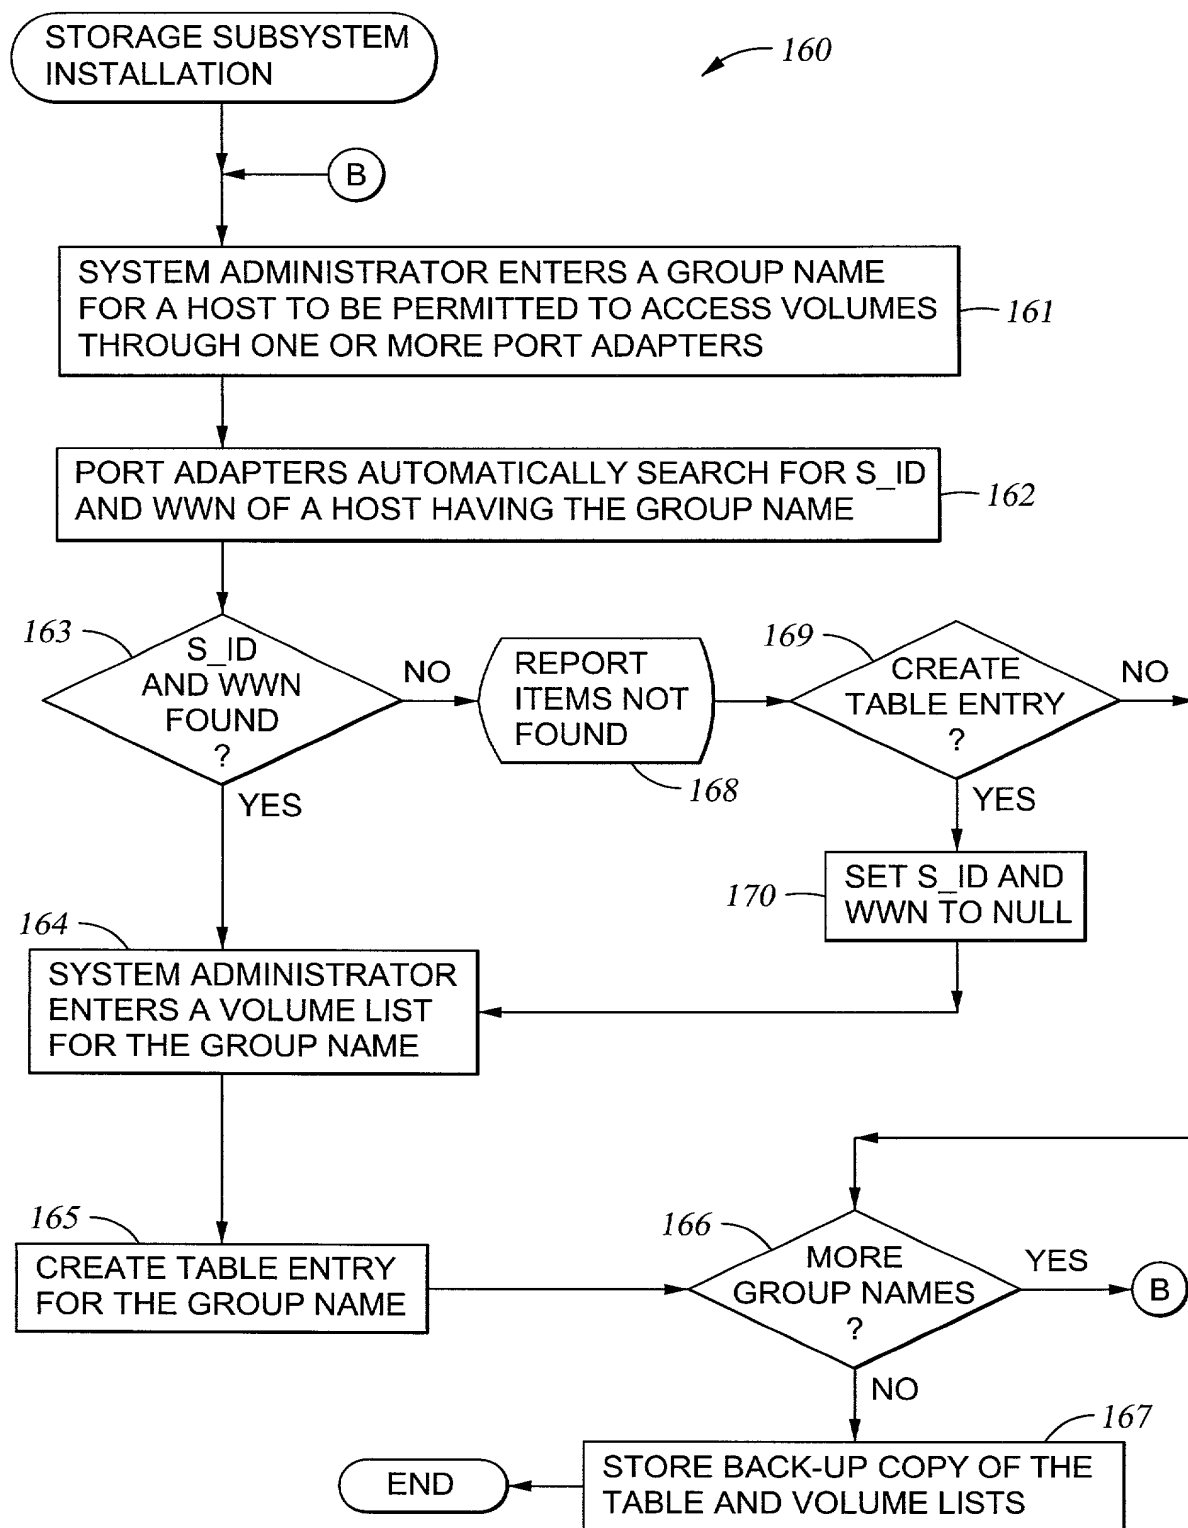 STORAGE SUBSYSTEM
INSTALLATION
160
B
SYSTEM ADMINISTRATOR ENTERS A GROUP NAME
FOR A HOST TO BE PERMITTED TO ACCESS VOLUMES
THROUGH ONE OR MORE PORT ADAPTERS
161
PORT ADAPTERS AUTOMATICALLY SEARCH FOR S_ID
AND WWN OF A HOST HAVING THE GROUP NAME
162
163
S_ID
AND WWN
FOUND
?
NO
YES
REPORT
ITEMS NOT
FOUND
168
169
CREATE
TABLE ENTRY
?
NO
YES
170
SET S_ID AND
WWN TO NULL
164
SYSTEM ADMINISTRATOR
ENTERS A VOLUME LIST
FOR THE GROUP NAME
165
CREATE TABLE ENTRY
FOR THE GROUP NAME
166
MORE
GROUP NAMES
?
YES
B
NO
167
STORE BACK-UP COPY OF THE
TABLE AND VOLUME LISTS
END